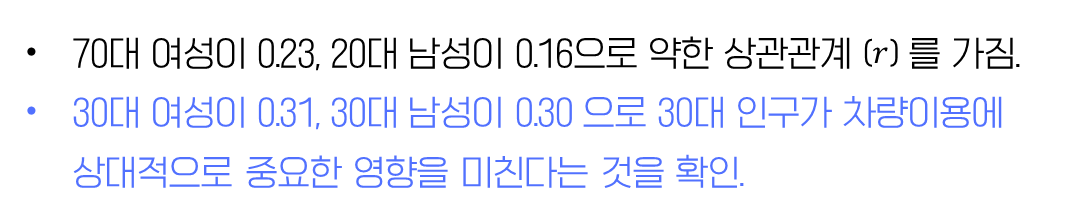 • 70대 여성이 0.23, 20대 남성이 0.16으로 약한 상관관계 (r) 를 가짐.
• 30대 여성이 0.31, 30대 남성이 0.30 으로 30대 인구가 차량이용에
상대적으로 중요한 영향을 미친다는 것을 확인.